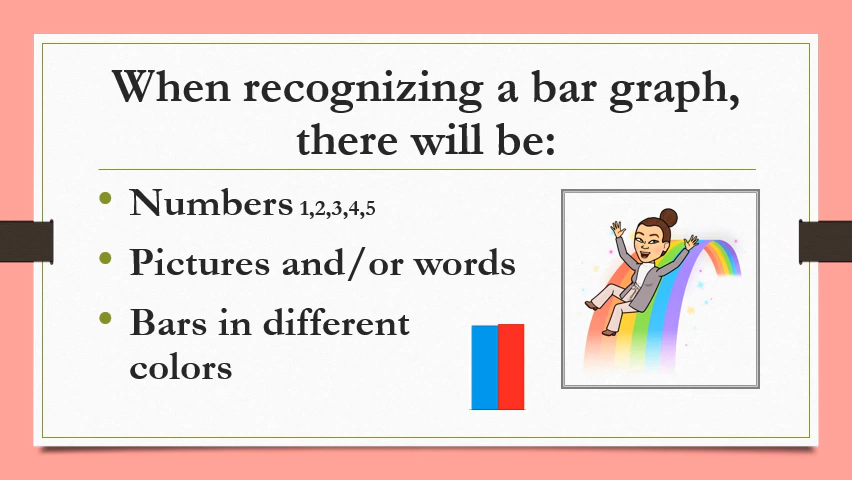 When recognizing a bar graph,
there will be:
• Numbers 1,2,3,4,5
• Pictures and/or words
• Bars in different
colors